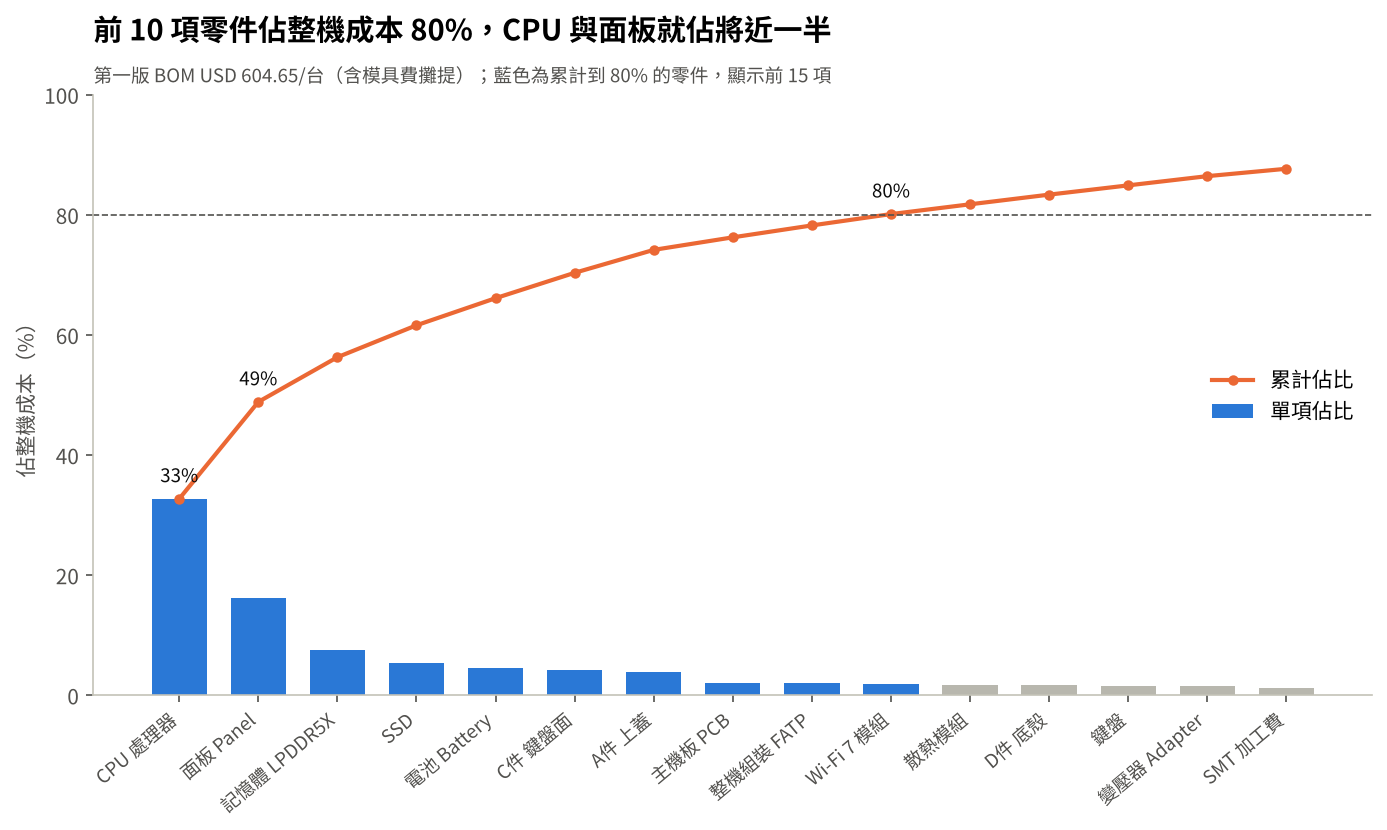 前 10 項零件佔整機成本 80%，CPU 與面板就佔將近一半
第一版 BOM USD 604.65/台（含模具費攤提）；藍色為累計到 80% 的零件，顯示前 15 項
佔整機成本（%）
100
80
60
40
20
0
33%
49%
80%
累計佔比
單項佔比
CPU 處理器
面板 Panel
記憶體 LPDDR5X
SSD
電池 Battery
C件 鍵盤面
A件 上蓋
主機板 PCB
整機組裝 FATP
Wi-Fi 7 模組
散熱模組
D件 底殼
鍵盤
變壓器 Adapter
SMT 加工費